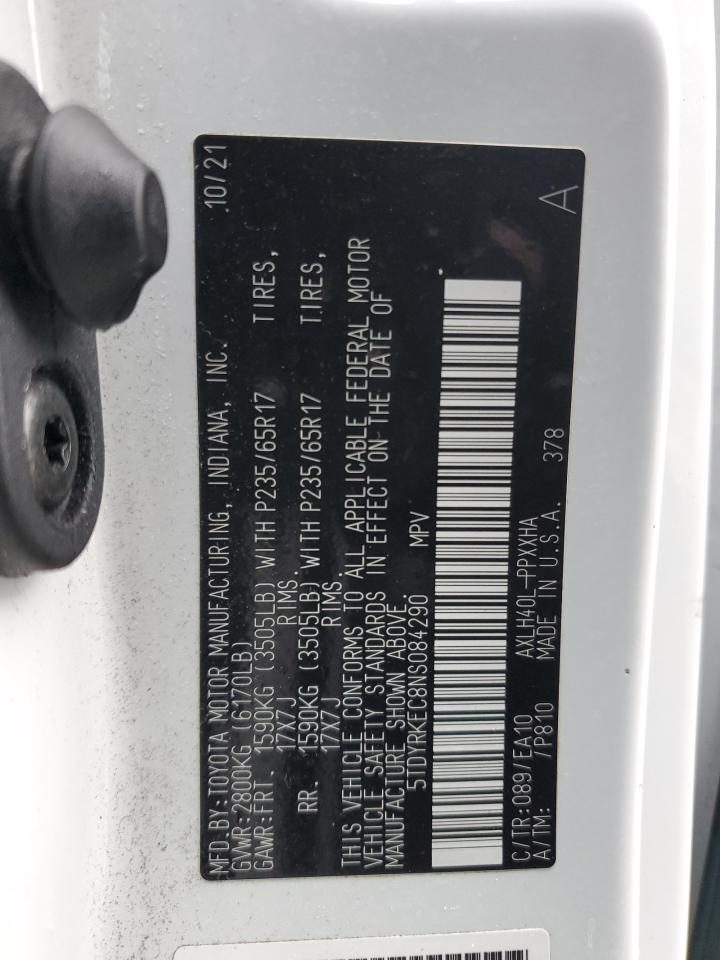 MFD.BY:TOYOTA MOTOR MANUFACTURING, INDIANA, INC. 10/21
GVWR:2800KG (6170LB)
GAWR:FRT. 1590KG (3505LB) WITH P235/65R17 TIRES,
17X7J RIMS.
RR. 1590KG (3505LB) WITH P235/65R17 TIRES,
17X7J RIMS.
THIS VEHICLE CONFORMS TO ALL APPLICABLE FEDERAL MOTOR
VEHICLE SAFETY STANDARDS IN EFFECT ON THE DATE OF
MANUFACTURE SHOWN ABOVE.
5TDYRKEC8NS084290 MPV
C/TR:089/EA10 AXLH40L-PPXXHA
A/TM: /P810 MADE IN U.S.A. 378 A